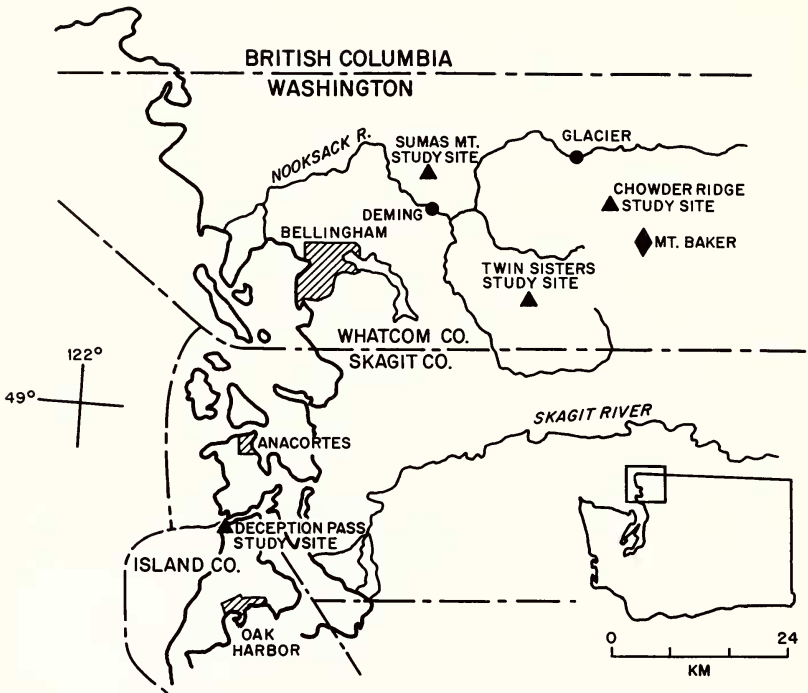 BRITISH COLUMBIA
WASHINGTON
NOOKSACK R.
SUMAS MT.
STUDY SITE
GLACIER
CHOWDER RIDGE
STUDY SITE
DEMING
BELLINGHAM
MT. BAKER
TWIN SISTERS
STUDY SITE
WHATCOM CO.
SKAGIT CO.
122°
49°
SKAGIT RIVER
ANACORTES
DECEPTION PASS
STUDY SITE
ISLAND CO.
OAK
HARBOR
0 24
KM